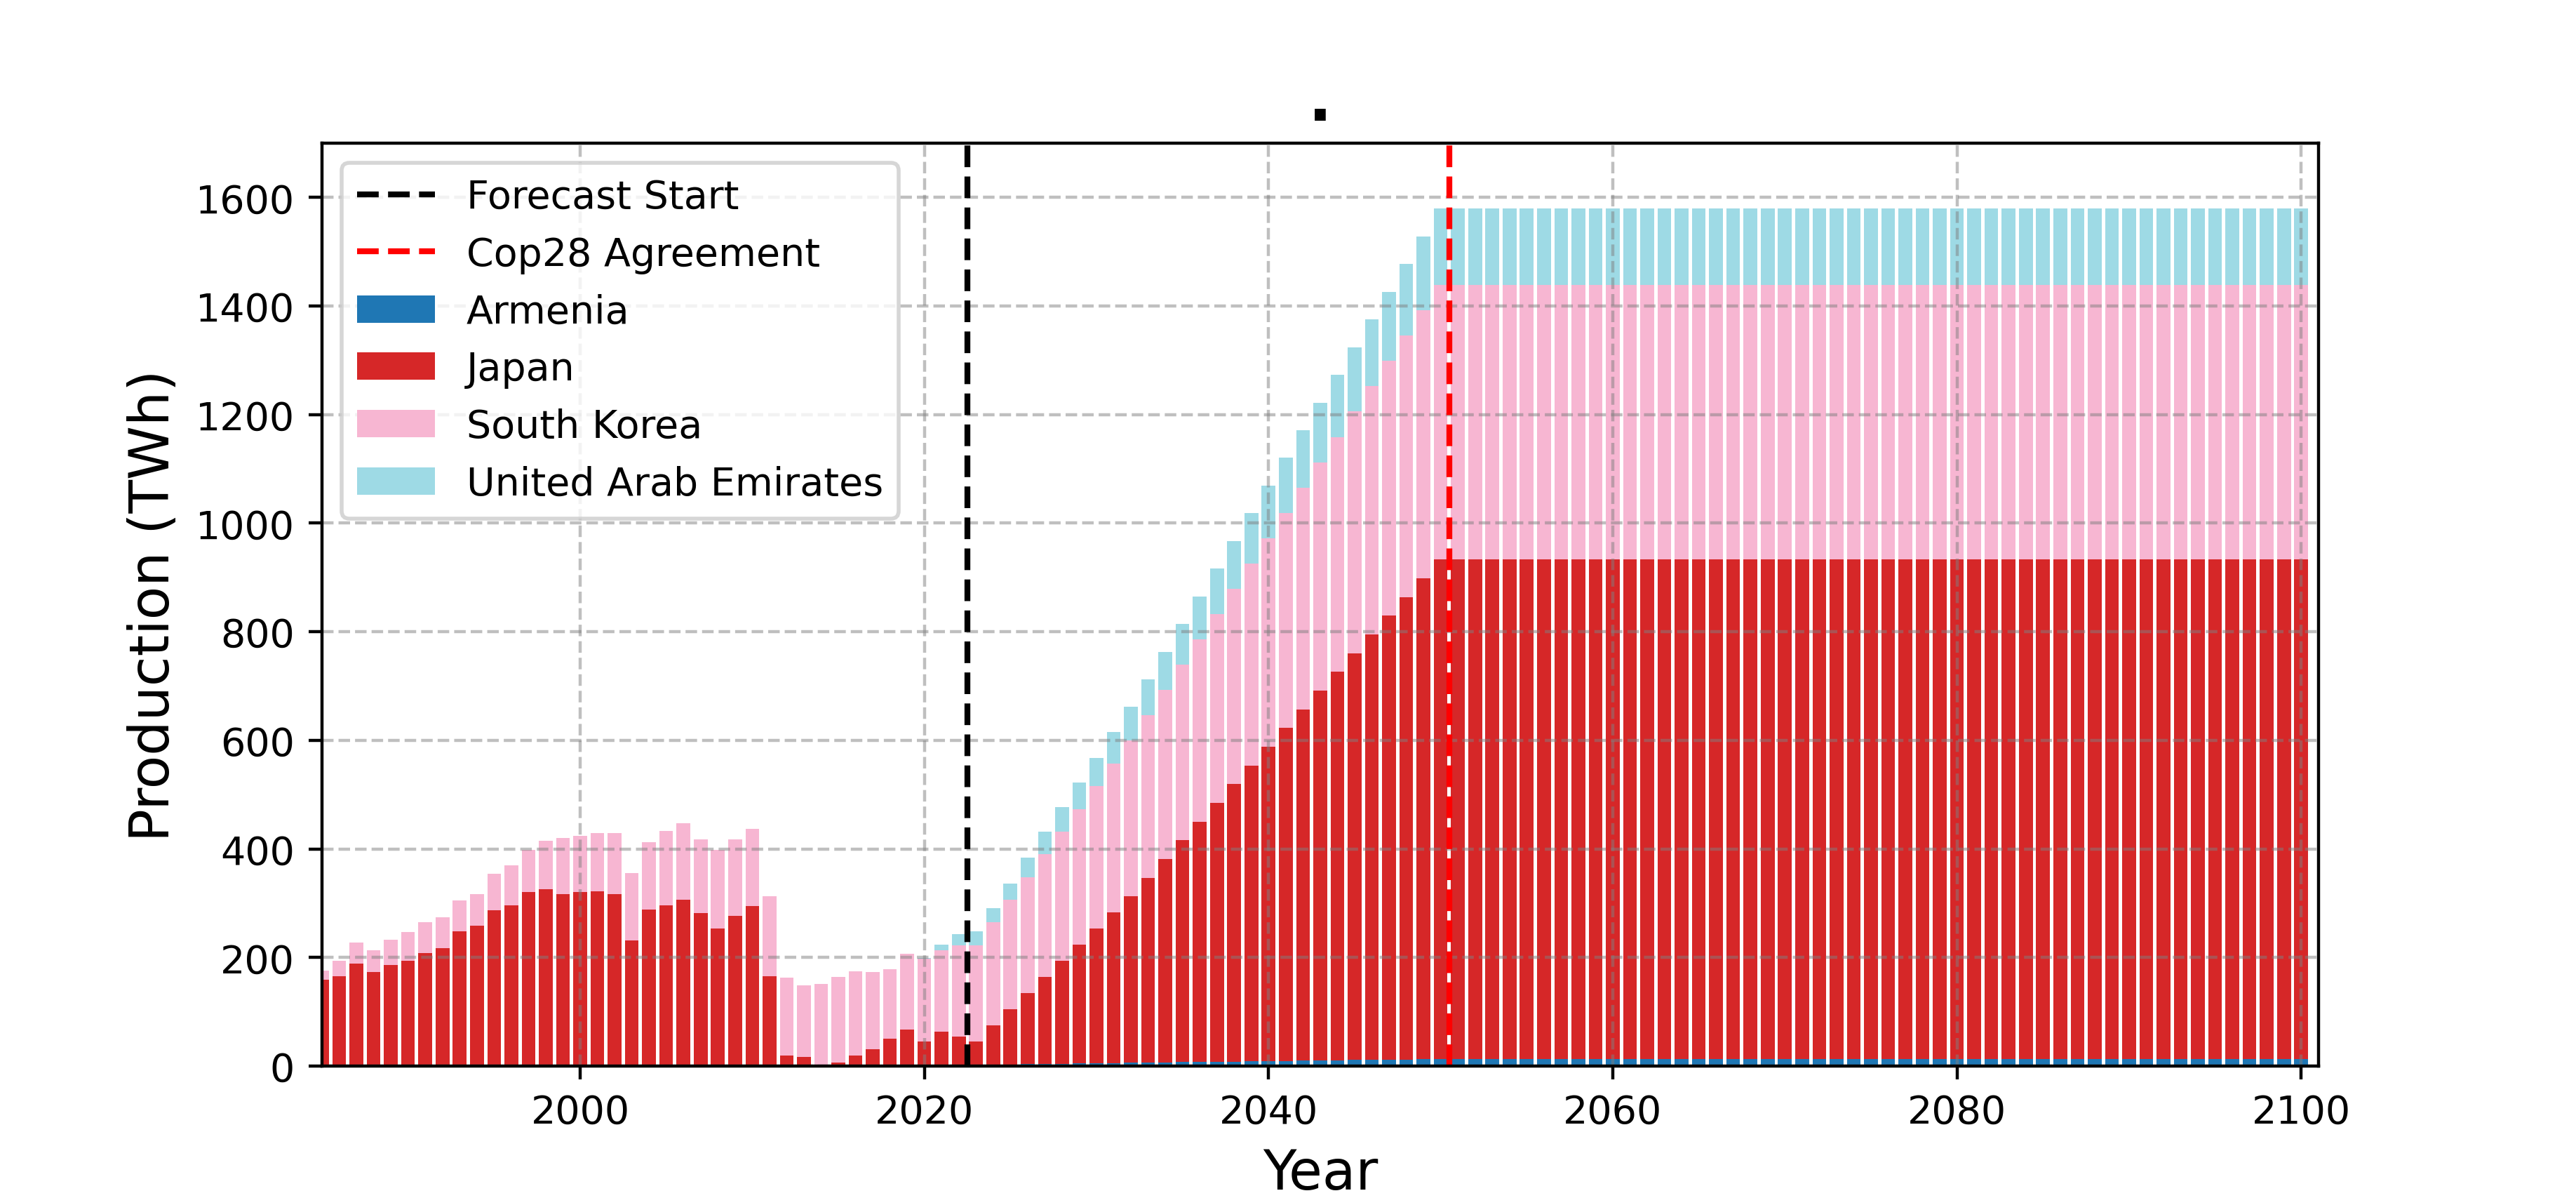 .
Forecast Start
Cop28 Agreement
Armenia
Japan
South Korea
United Arab Emirates
Production (TWh)
1600
1400
1200
1000
800
600
400
200
0
2000 2020 2040 2060 2080 2100
Year